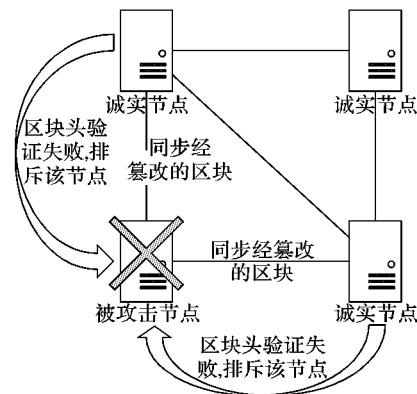 诚实节点
诚实节点
区块头验
证失败,排
斥该节点
同步经
篡改的区块
同步经篡改
的区块
被攻击节点
诚实节点
区块头验证失
败,排斥该节点